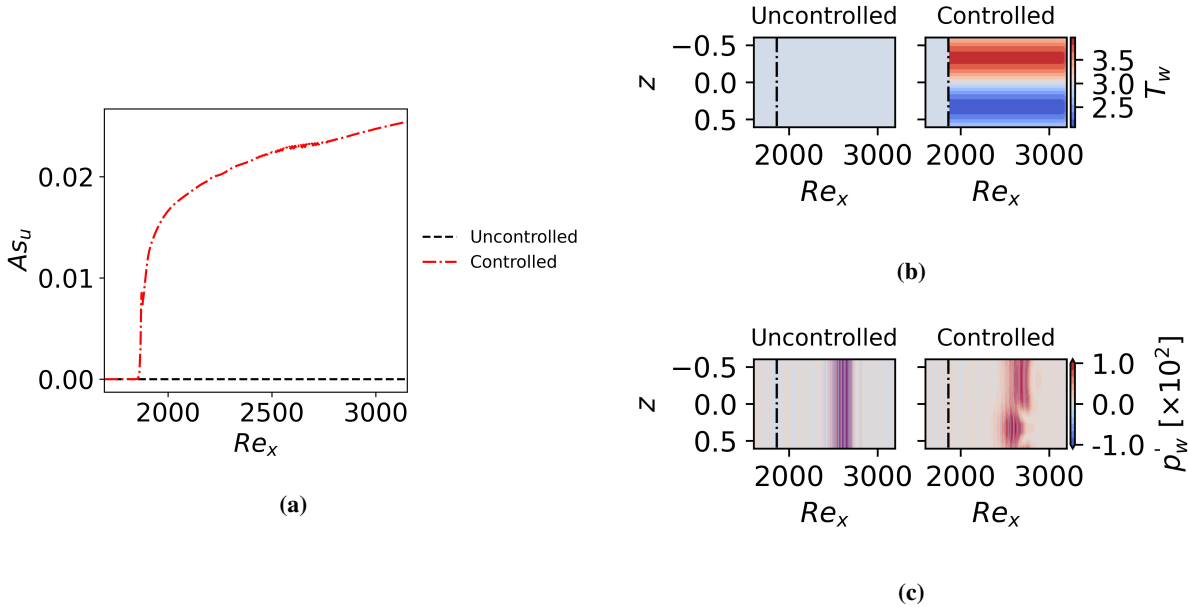 0.02
0.01
0.00
As_u
2000 2500 3000
Re_x
Uncontrolled
Controlled
(a)
Uncontrolled Controlled
−0.5
0.0
0.5
z
2000 3000 2000 3000
Re_x Re_x
3.5
3.0
2.5
T_w
(b)
Uncontrolled Controlled
−0.5
0.0
0.5
z
2000 3000 2000 3000
Re_x Re_x
1.0
0.0
-1.0
p'_w [×10²]
(c)